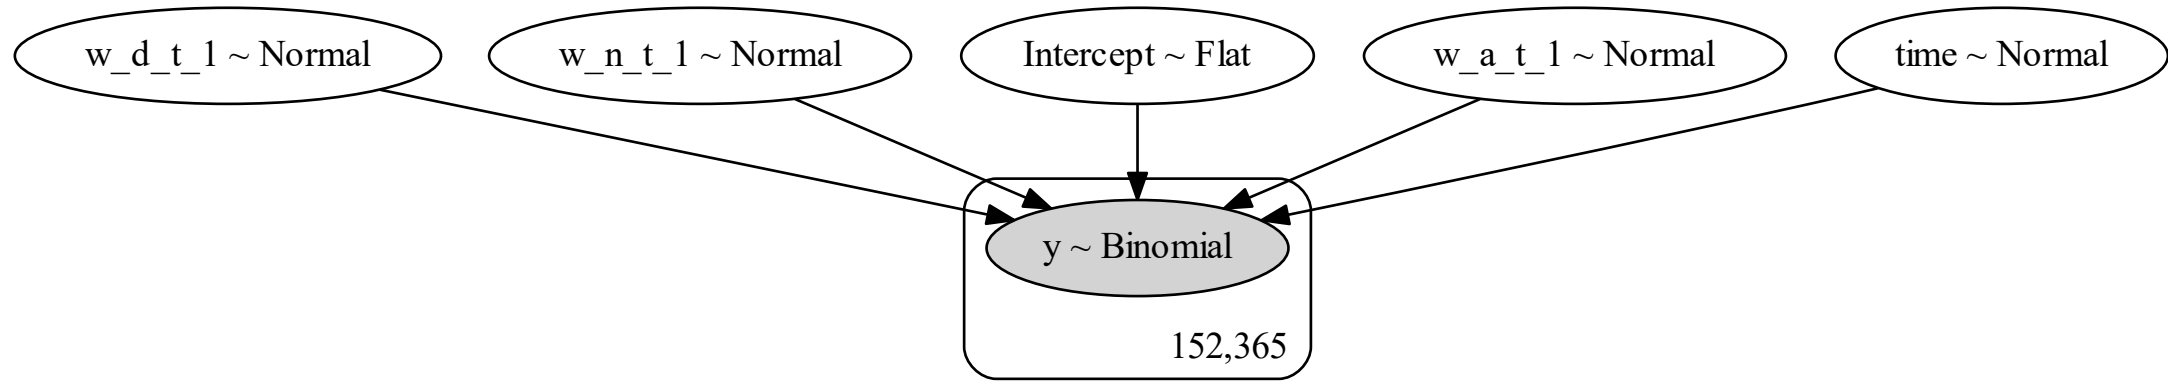 w_d_t_1 ~ Normal
w_n_t_1 ~ Normal
Intercept ~ Flat
w_a_t_1 ~ Normal
time ~ Normal
y ~ Binomial
152,365